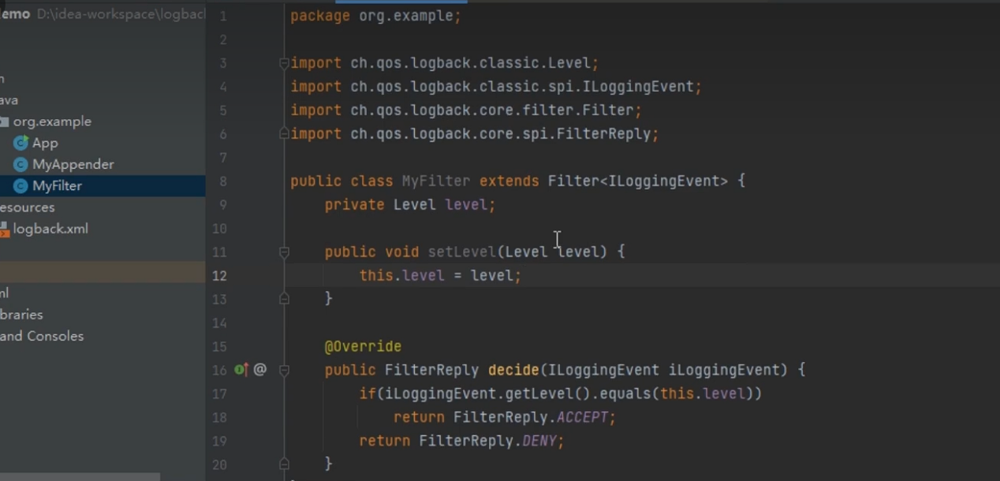 emo D:\idea-workspace\logbac
ava
org.example
App
MyAppender
MyFilter
esources
logback.xml
ml
braries
and Consoles
1 package org.example;
2
3 import ch.qos.logback.classic.Level;
4 import ch.qos.logback.classic.spi.ILoggingEvent;
5 import ch.qos.logback.core.filter.Filter;
6 import ch.qos.logback.core.spi.FilterReply;
7
8 public class MyFilter extends Filter<ILoggingEvent> {
9 private Level level;
10
11 public void setLevel(Level level) {
12 this.level = level;
13 }
14
15 @Override
16 @ public FilterReply decide(ILoggingEvent iLoggingEvent) {
17 if(iLoggingEvent.getLevel().equals(this.level))
18 return FilterReply.ACCEPT;
19 return FilterReply.DENY;
20 }